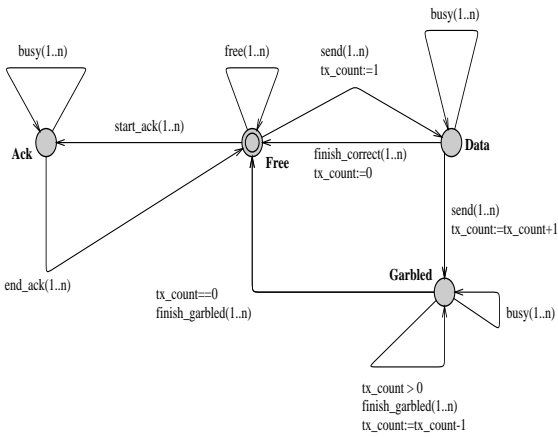 busy(1..n)
busy(1..n)
free(1..n)
send(1..n)
tx_count:=1
start_ack(1..n)
Ack
Free
finish_correct(1..n)
tx_count:=0
Data
send(1..n)
tx_count:=tx_count+1
Garbled
end_ack(1..n)
tx_count==0
finish_garbled(1..n)
busy(1..n)
tx_count > 0
finish_garbled(1..n)
tx_count:=tx_count-1